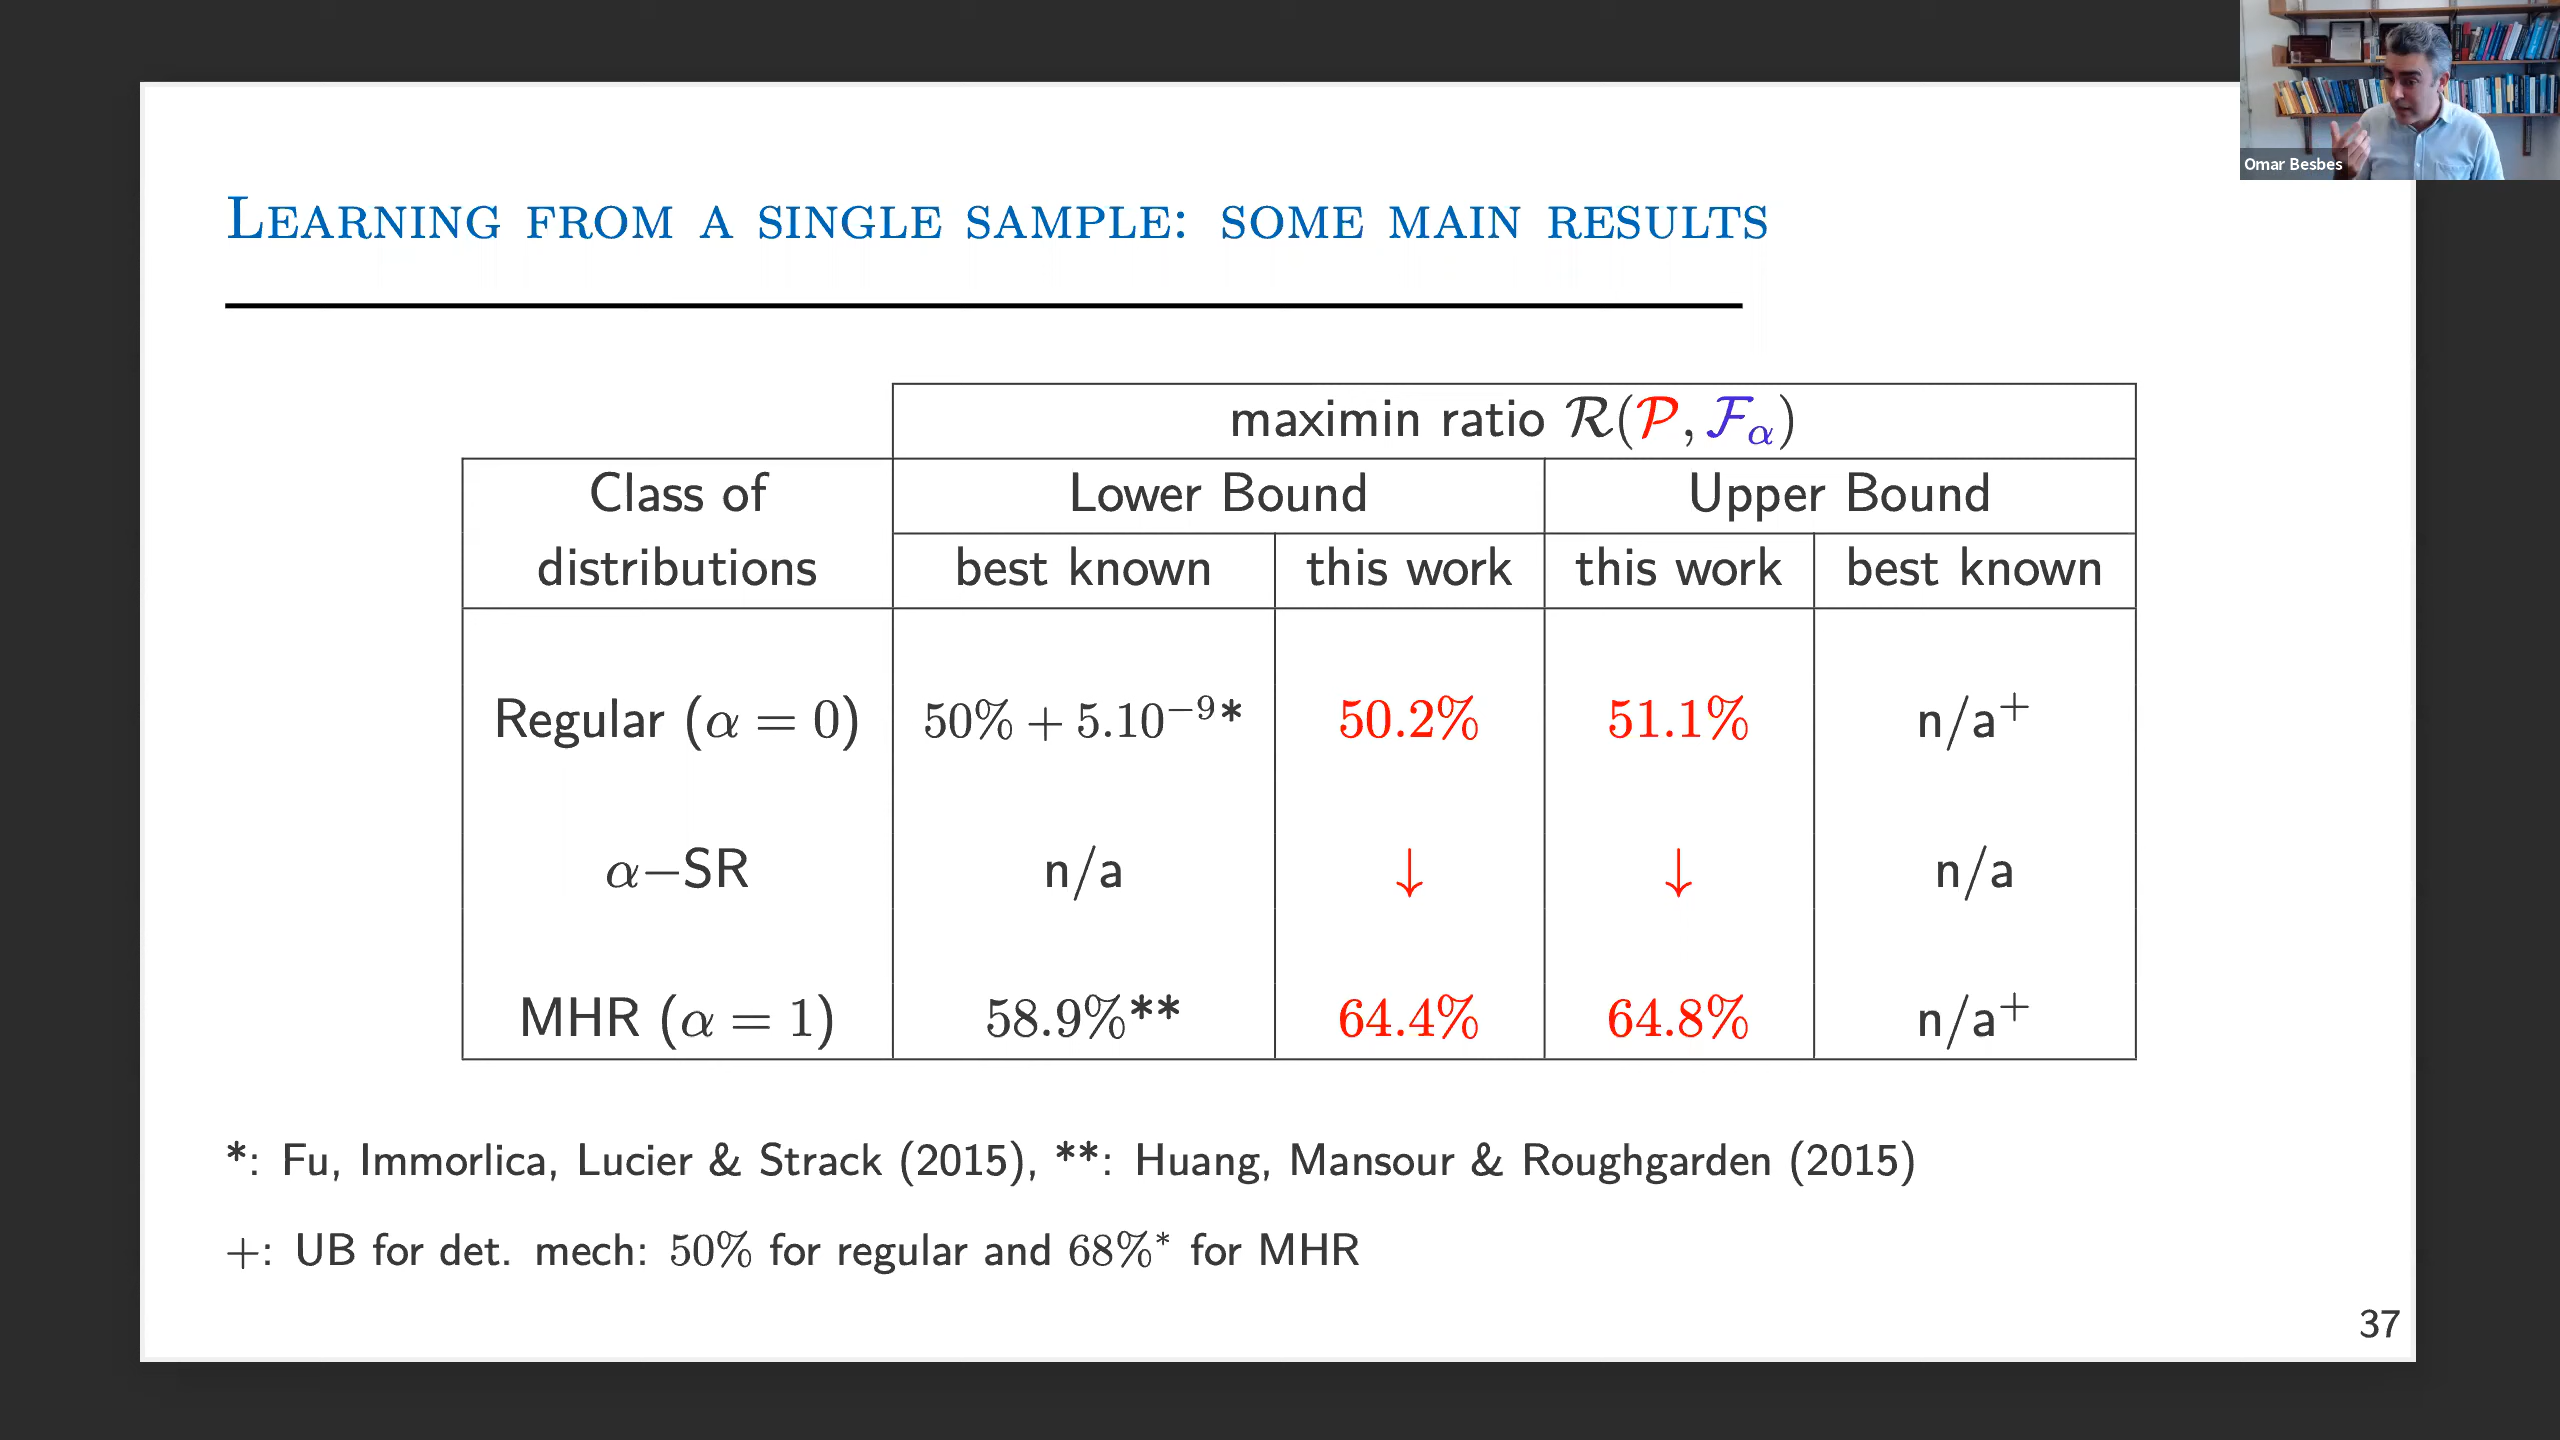 Omar Besbes
Learning from a single sample: some main results
maximin ratio R(P, Fα)
Class of distributions
Lower Bound
Upper Bound
best known
this work
this work
best known
Regular (α = 0)
50% + 5.10⁻⁹*
50.2%
51.1%
n/a⁺
α−SR
n/a
↓
↓
n/a
MHR (α = 1)
58.9%**
64.4%
64.8%
n/a⁺
*: Fu, Immorlica, Lucier & Strack (2015), **: Huang, Mansour & Roughgarden (2015)
+: UB for det. mech: 50% for regular and 68%* for MHR
37